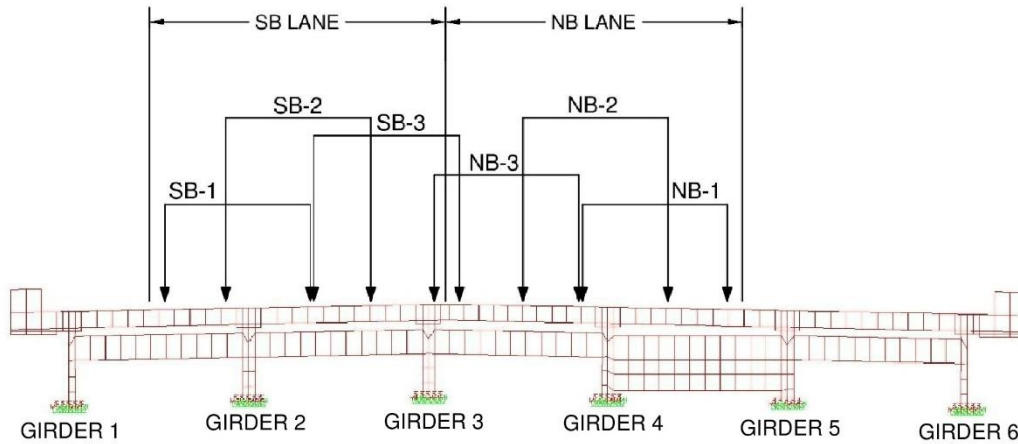 SB LANE
NB LANE
SB-2
NB-2
SB-3
NB-3
SB-1
NB-1
GIRDER 1
GIRDER 2
GIRDER 3
GIRDER 4
GIRDER 5
GIRDER 6